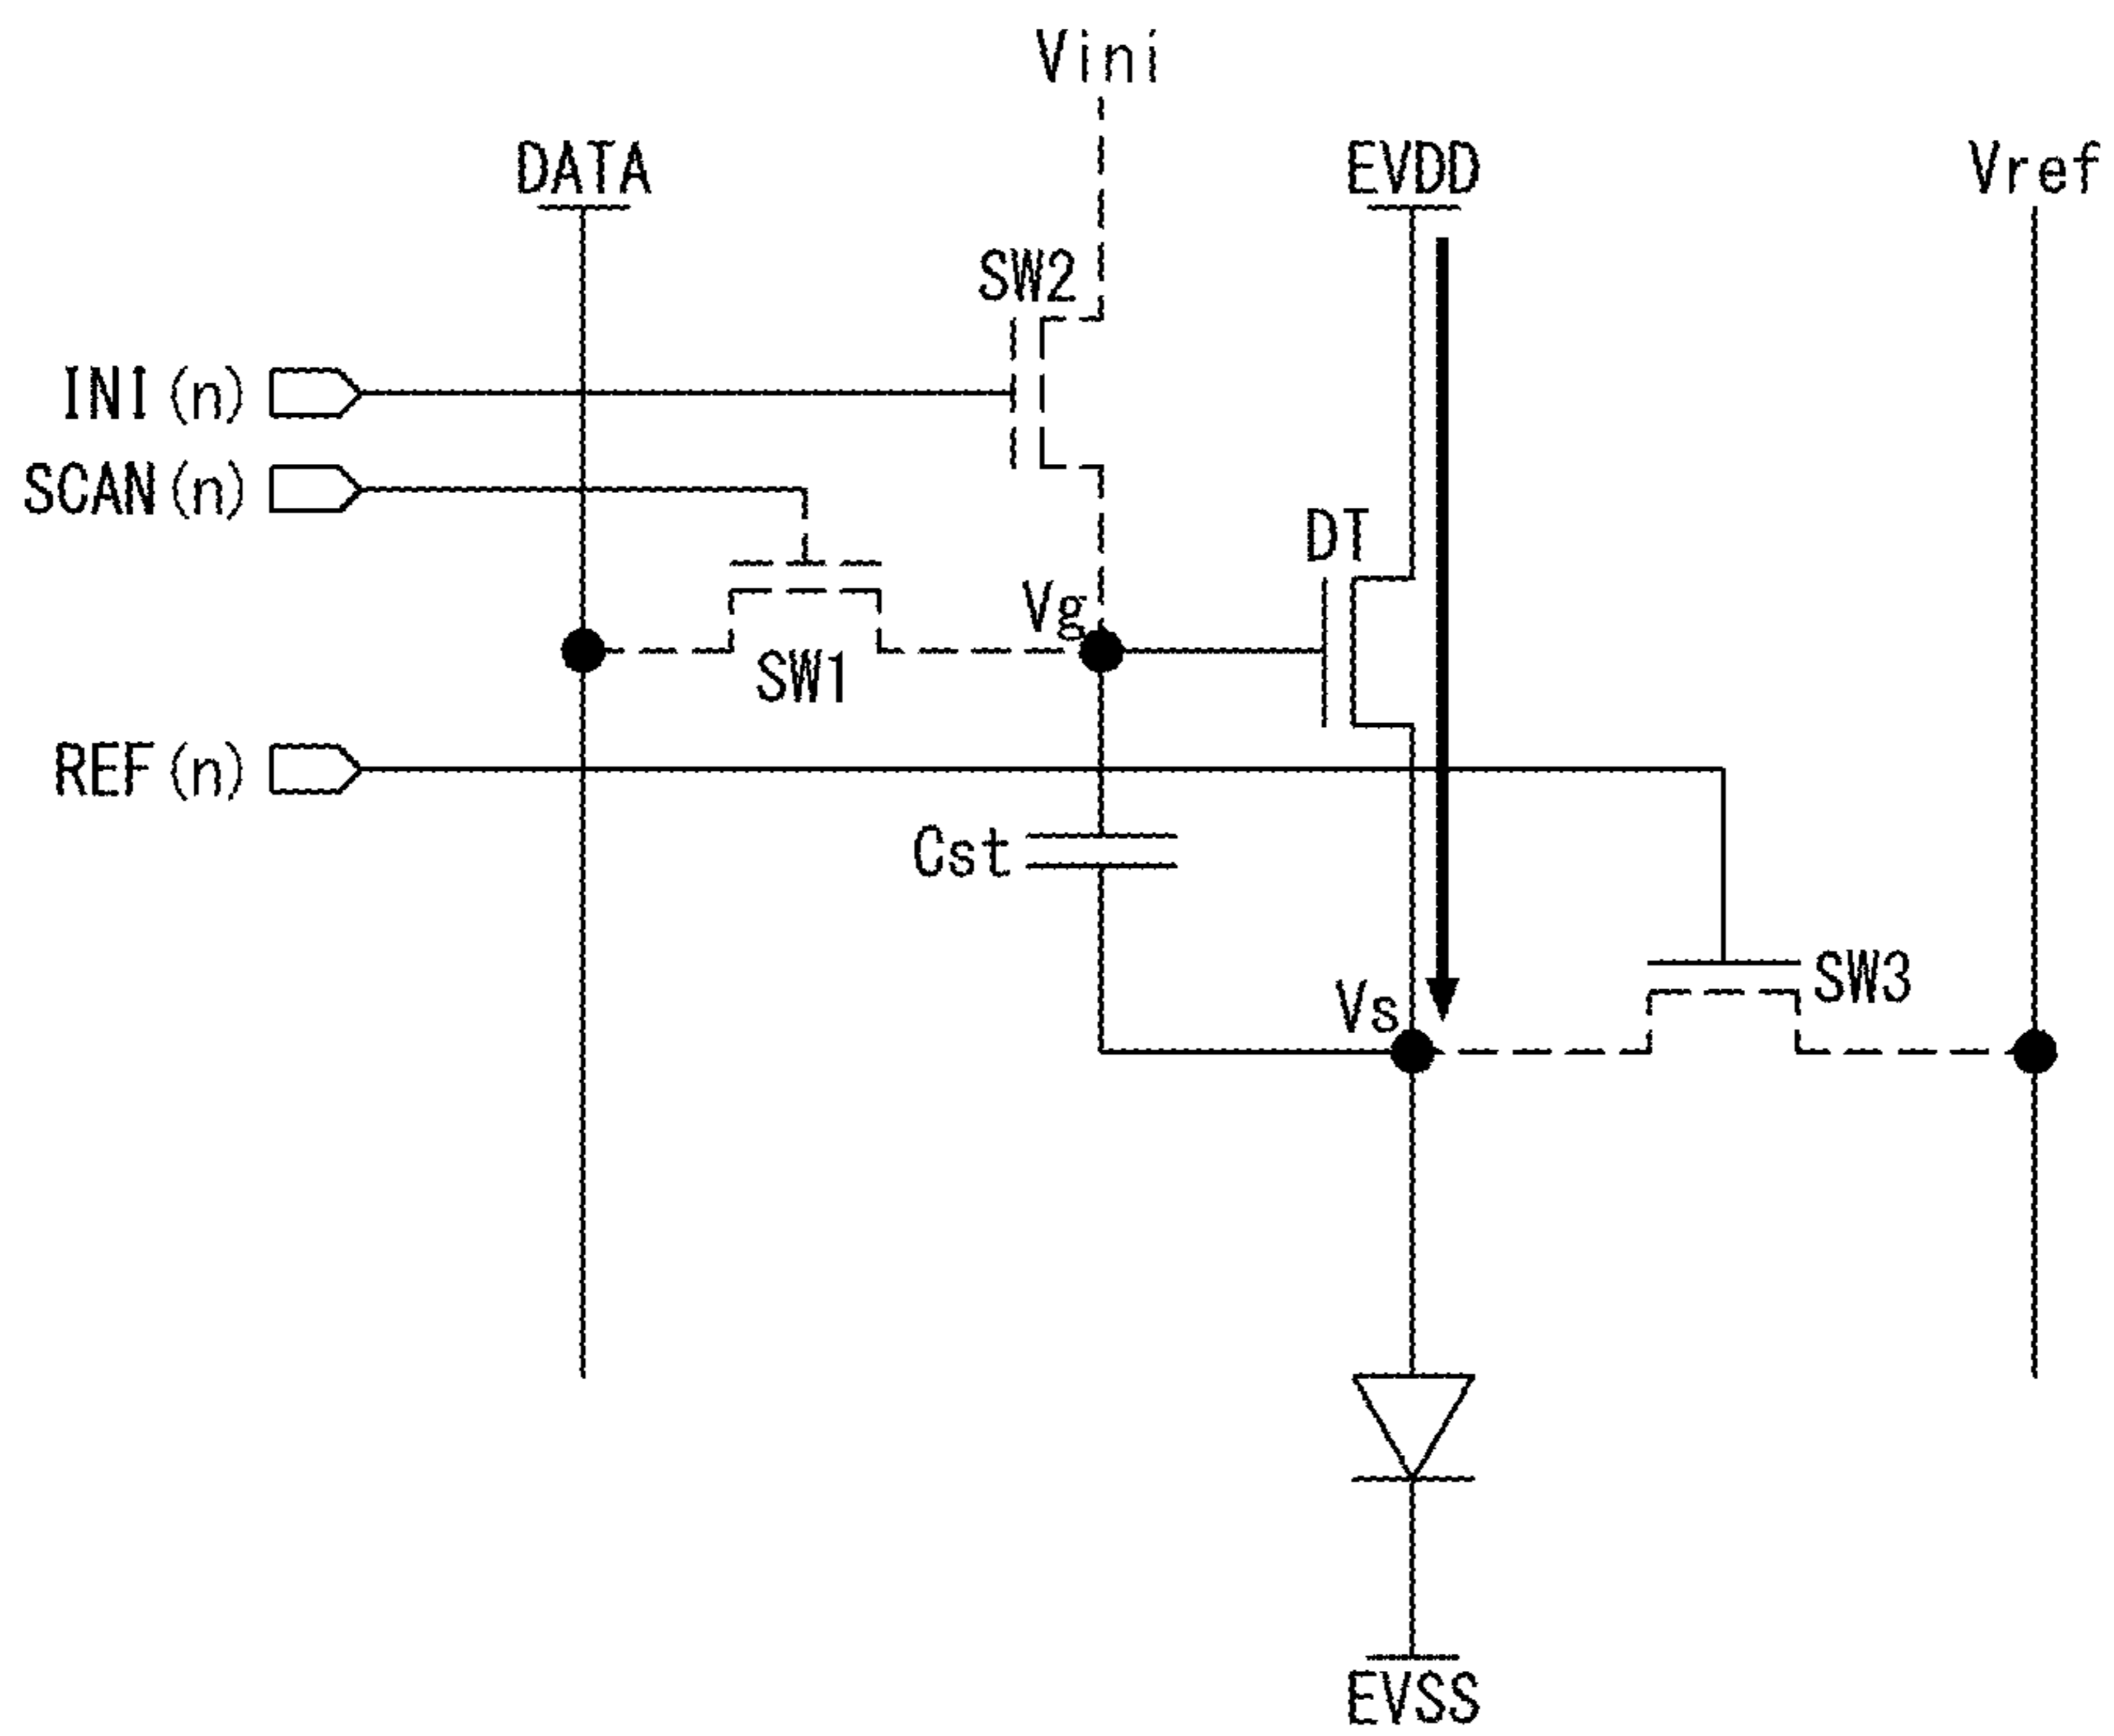 Vini
DATA
EVDD
Vref
SW2
INI(n)
SCAN(n)
DT
Vg
SW1
REF(n)
Cst
SW3
Vs
EVSS